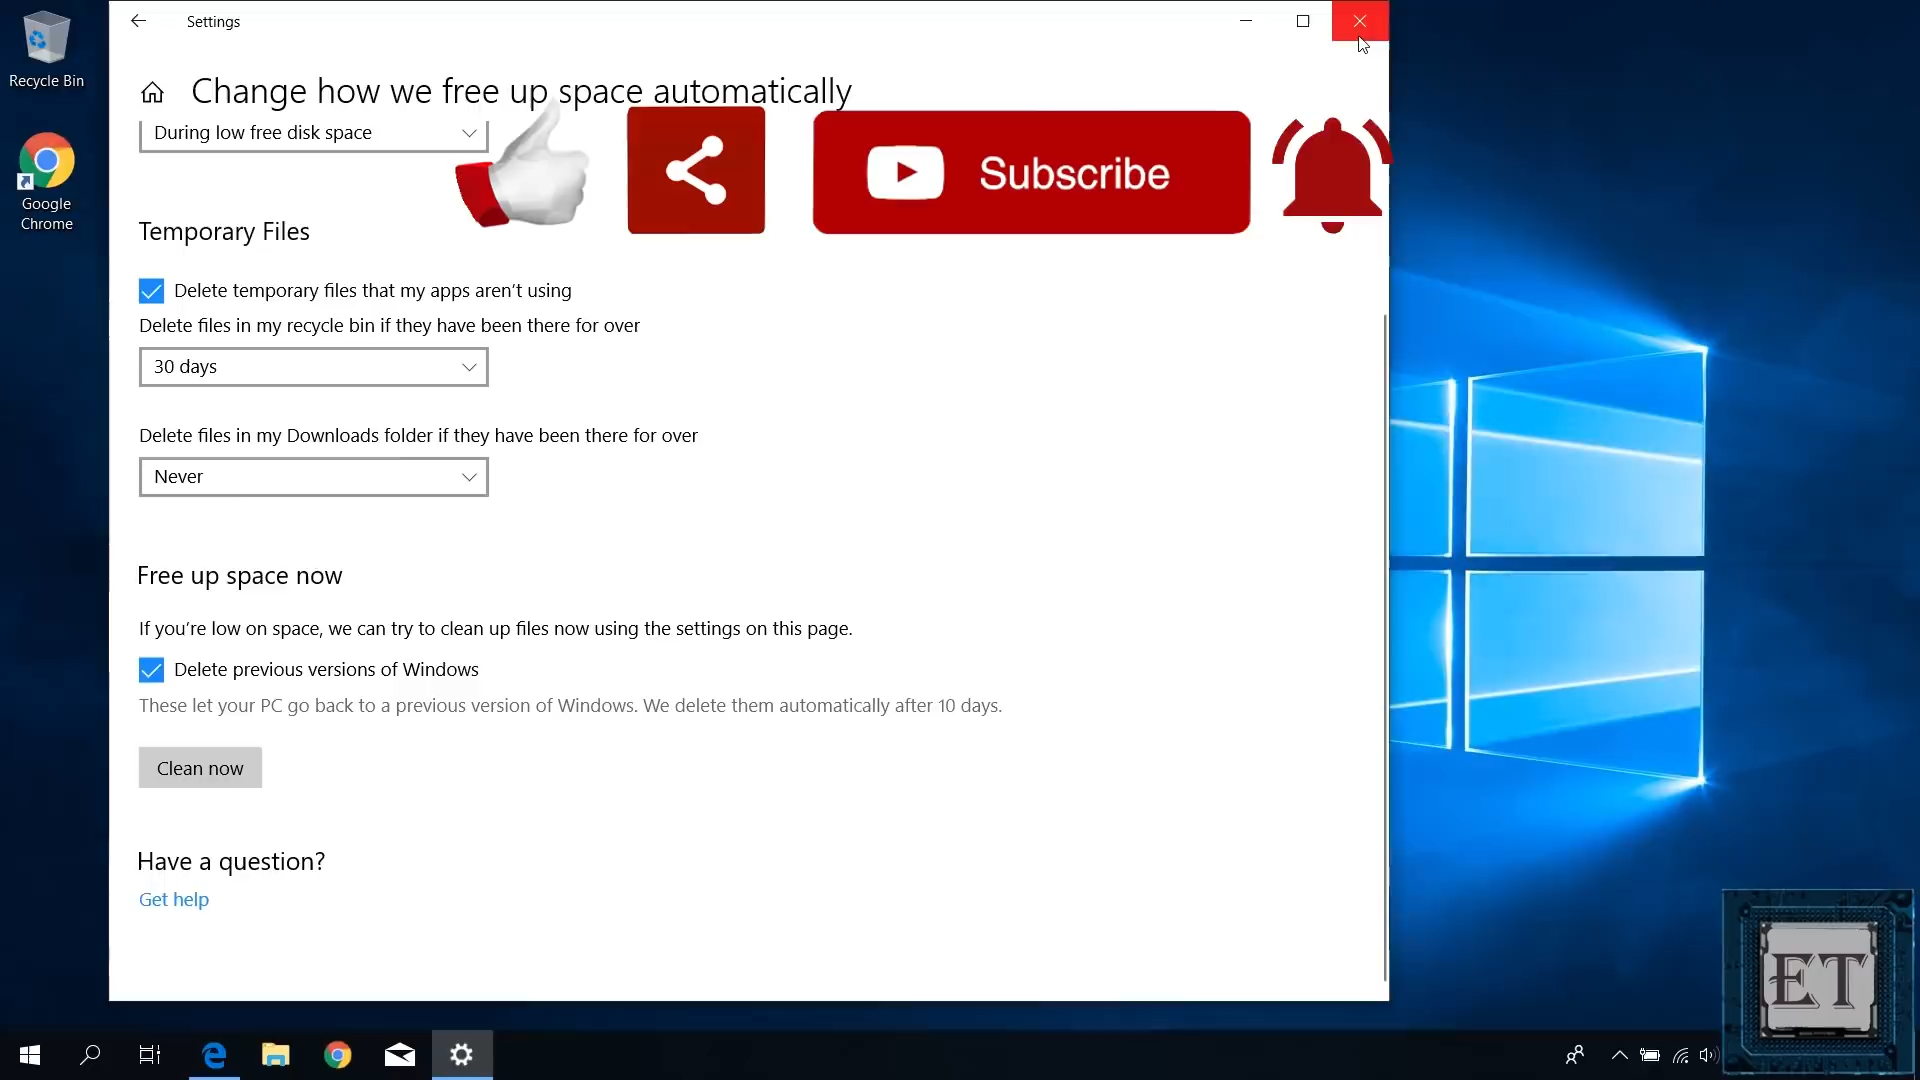 Settings
Recycle Bin
Change how we free up space automatically
During low free disk space
Subscribe
Google
Chrome
Temporary Files
Delete temporary files that my apps aren't using
Delete files in my recycle bin if they have been there for over
30 days
Delete files in my Downloads folder if they have been there for over
Never
Free up space now
If you're low on space, we can try to clean up files now using the settings on this page.
Delete previous versions of Windows
These let your PC go back to a previous version of Windows. We delete them automatically after 10 days.
Clean now
Have a question?
Get help
ET